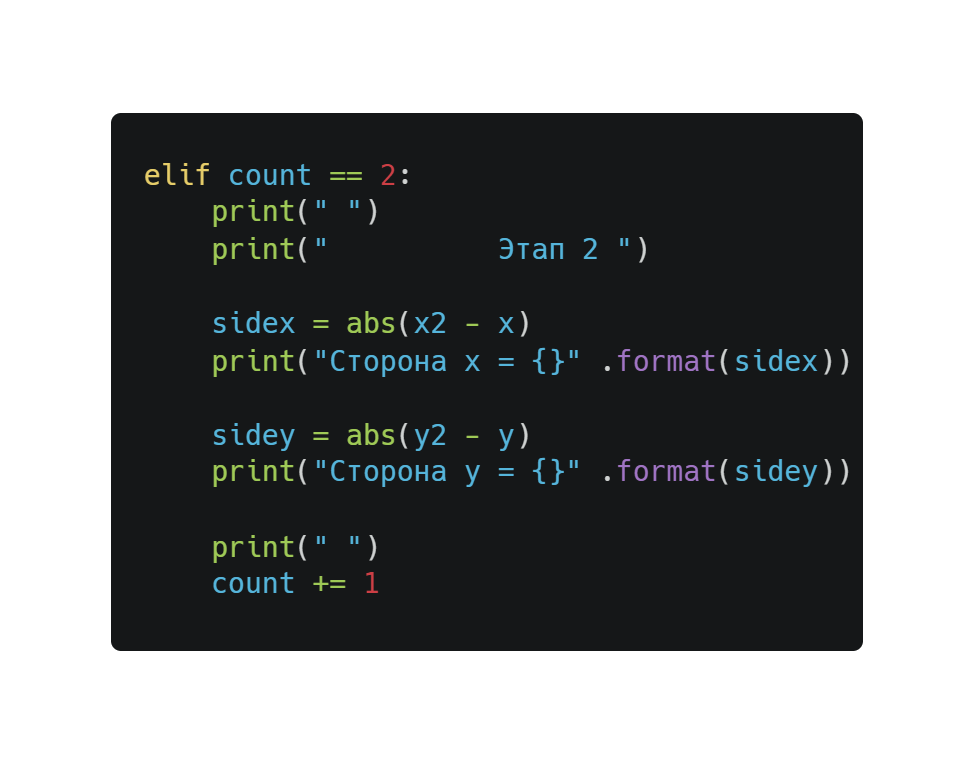 elif count == 2:
    print(" ")
    print("          Этап 2 ")
    sidex = abs(x2 - x)
    print("Сторона x = {}" .format(sidex))
    sidey = abs(y2 - y)
    print("Сторона y = {}" .format(sidey))
    print(" ")
    count += 1